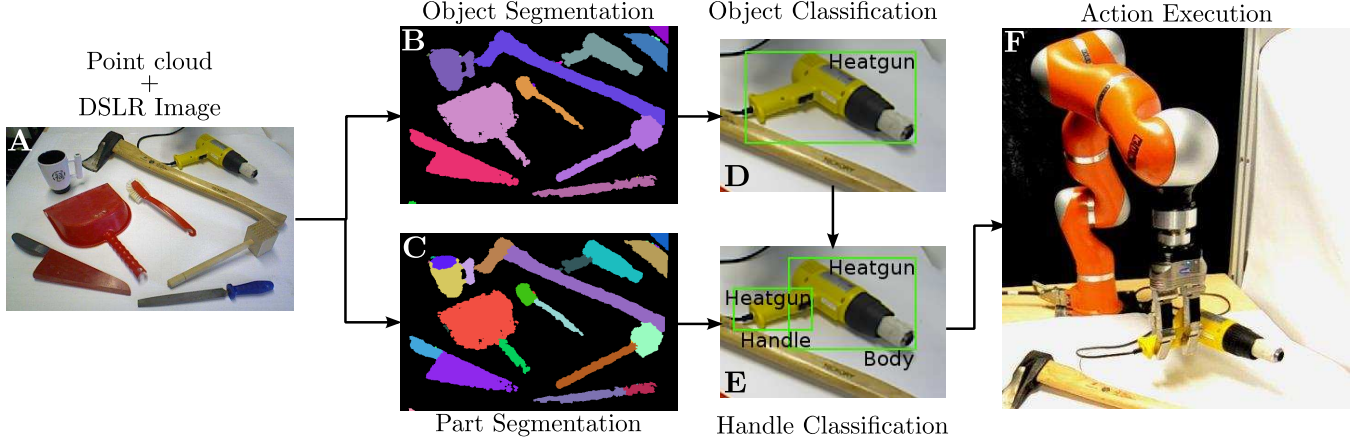 Object Segmentation
Object Classification
Action Execution
Point cloud
+
DSLR Image
A
B
Heatgun
D
F
C
Heatgun
Heatgun
Handle
Body
E
Part Segmentation
Handle Classification